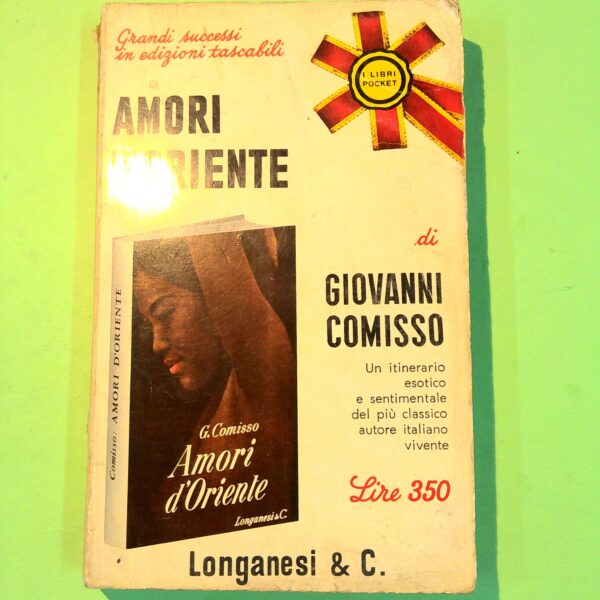 Grandi successi
in edizioni tascabili
I LIBRI
POCKET
AMORI
D'ORIENTE
di
GIOVANNI
COMISSO
Un itinerario
esotico
e sentimentale
del più classico
autore italiano
vivente
Lire 350
Comisso: AMORI D'ORIENTE
G. Comisso
Amori
d'Oriente
Longanesi & C.
Longanesi & C.